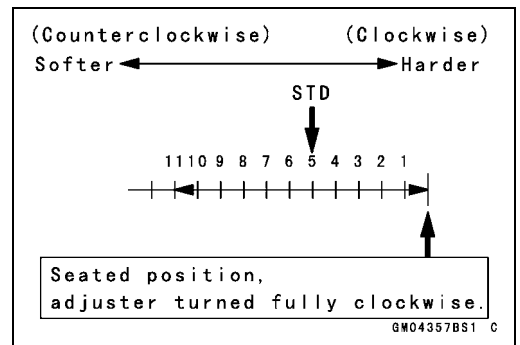 (Counterclockwise) (Clockwise)
Softer Harder
STD
11 10 9 8 7 6 5 4 3 2 1
Seated position,
adjuster turned fully clockwise.
GM04357BS1 C